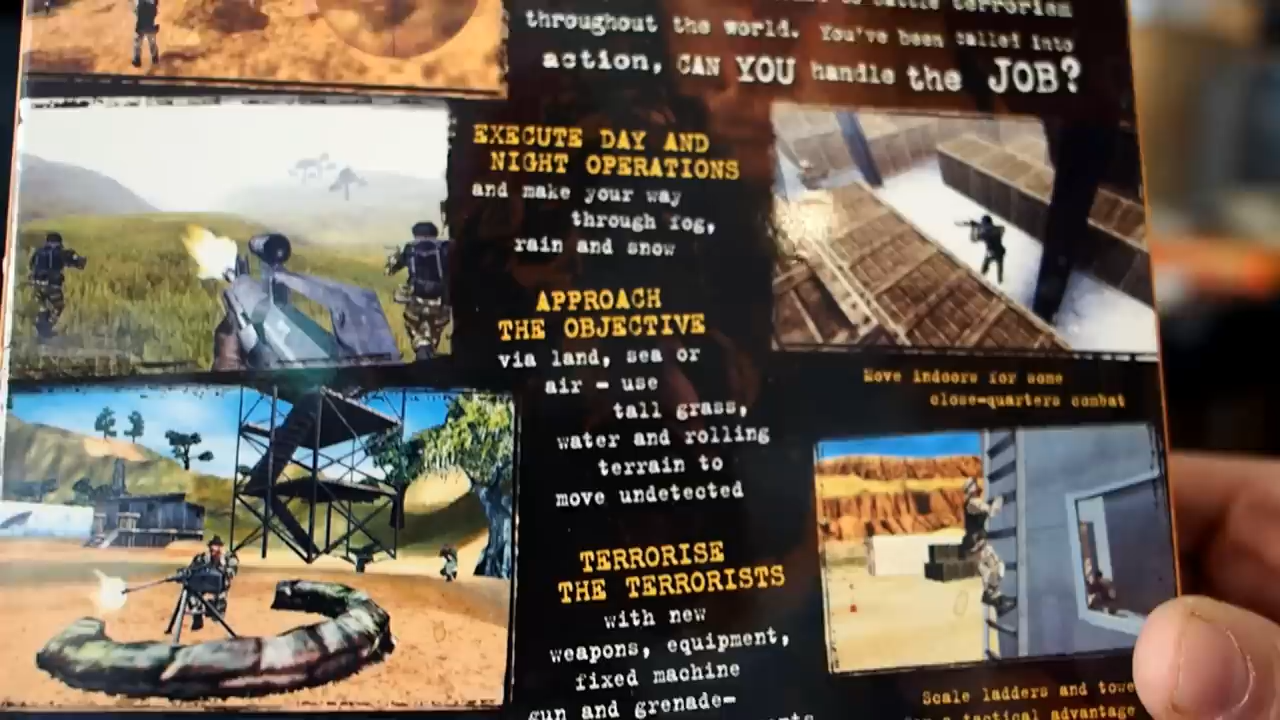 to battle terrorism
throughout the world. You've been called into
action, CAN YOU handle the JOB?
EXECUTE DAY AND
NIGHT OPERATIONS
and make your way
through fog,
rain and snow
APPROACH
THE OBJECTIVE
via land, sea or
air - use
tall grass,
water and rolling
terrain to
move undetected
TERRORISE
THE TERRORISTS
with new
weapons, equipment,
fixed machine
gun and grenade-
Move indoors for some
close-quarters combat
Scale ladders and
a tactical advantage